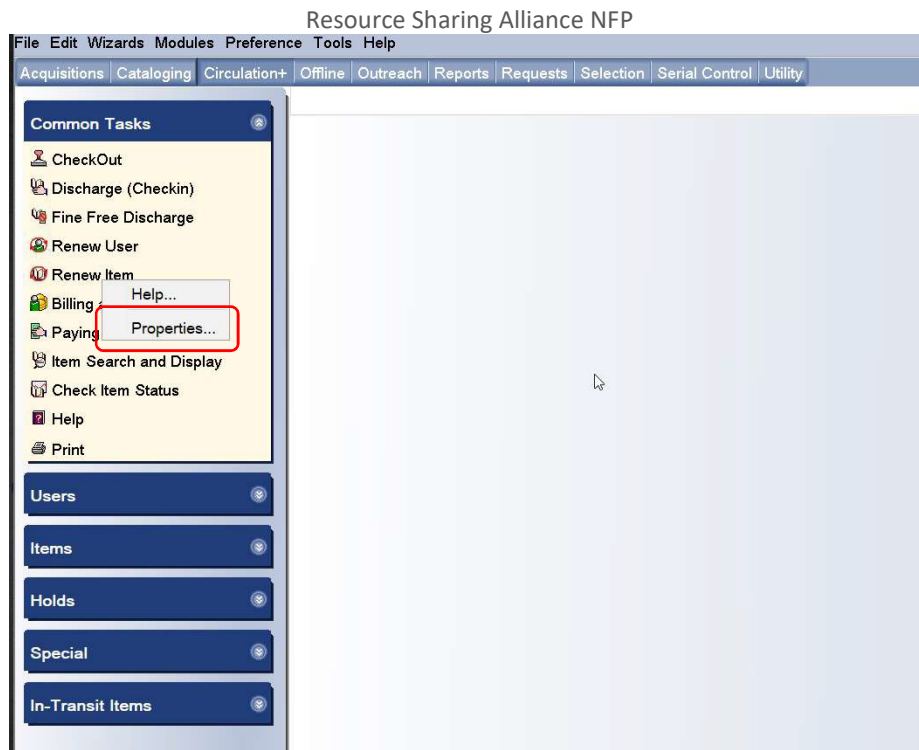 Resource Sharing Alliance NFP
File Edit Wizards Modules Preference Tools Help
Acquisitions Cataloging Circulation+ Offline Outreach Reports Requests Selection Serial Control Utility
Common Tasks
CheckOut
Discharge (Checkin)
Fine Free Discharge
Renew User
Renew Item
Help...
Billing
Properties...
Paying
Item Search and Display
Check Item Status
Help
Print
Users
Items
Holds
Special
In-Transit Items